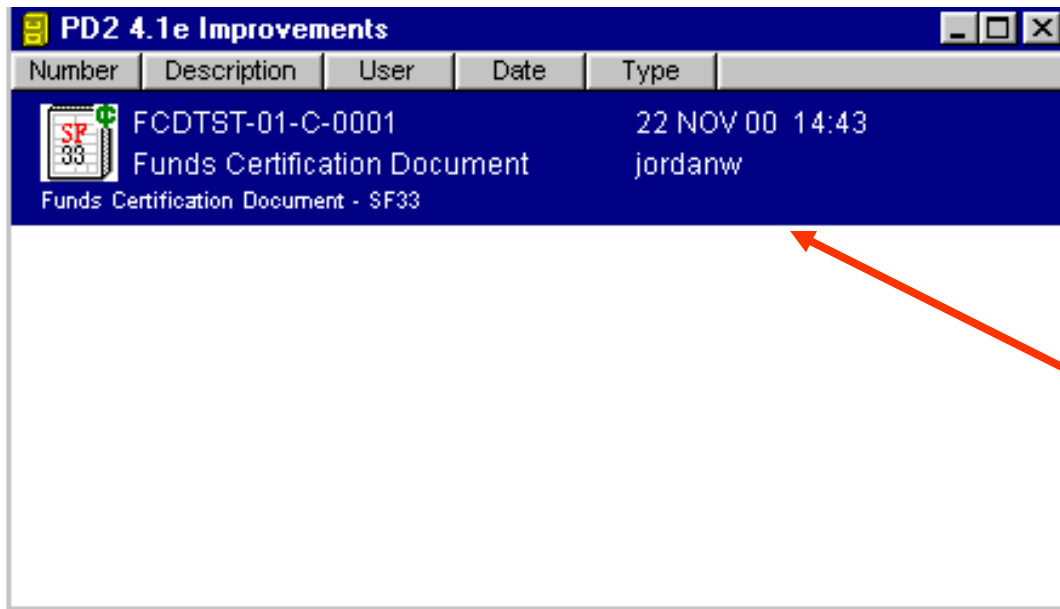 PD2 4.1e Improvements
Number Description User Date Type
SF 33 FCDTST-01-C-0001 22 NOV 00 14:43
Funds Certification Document jordanw
Funds Certification Document - SF33